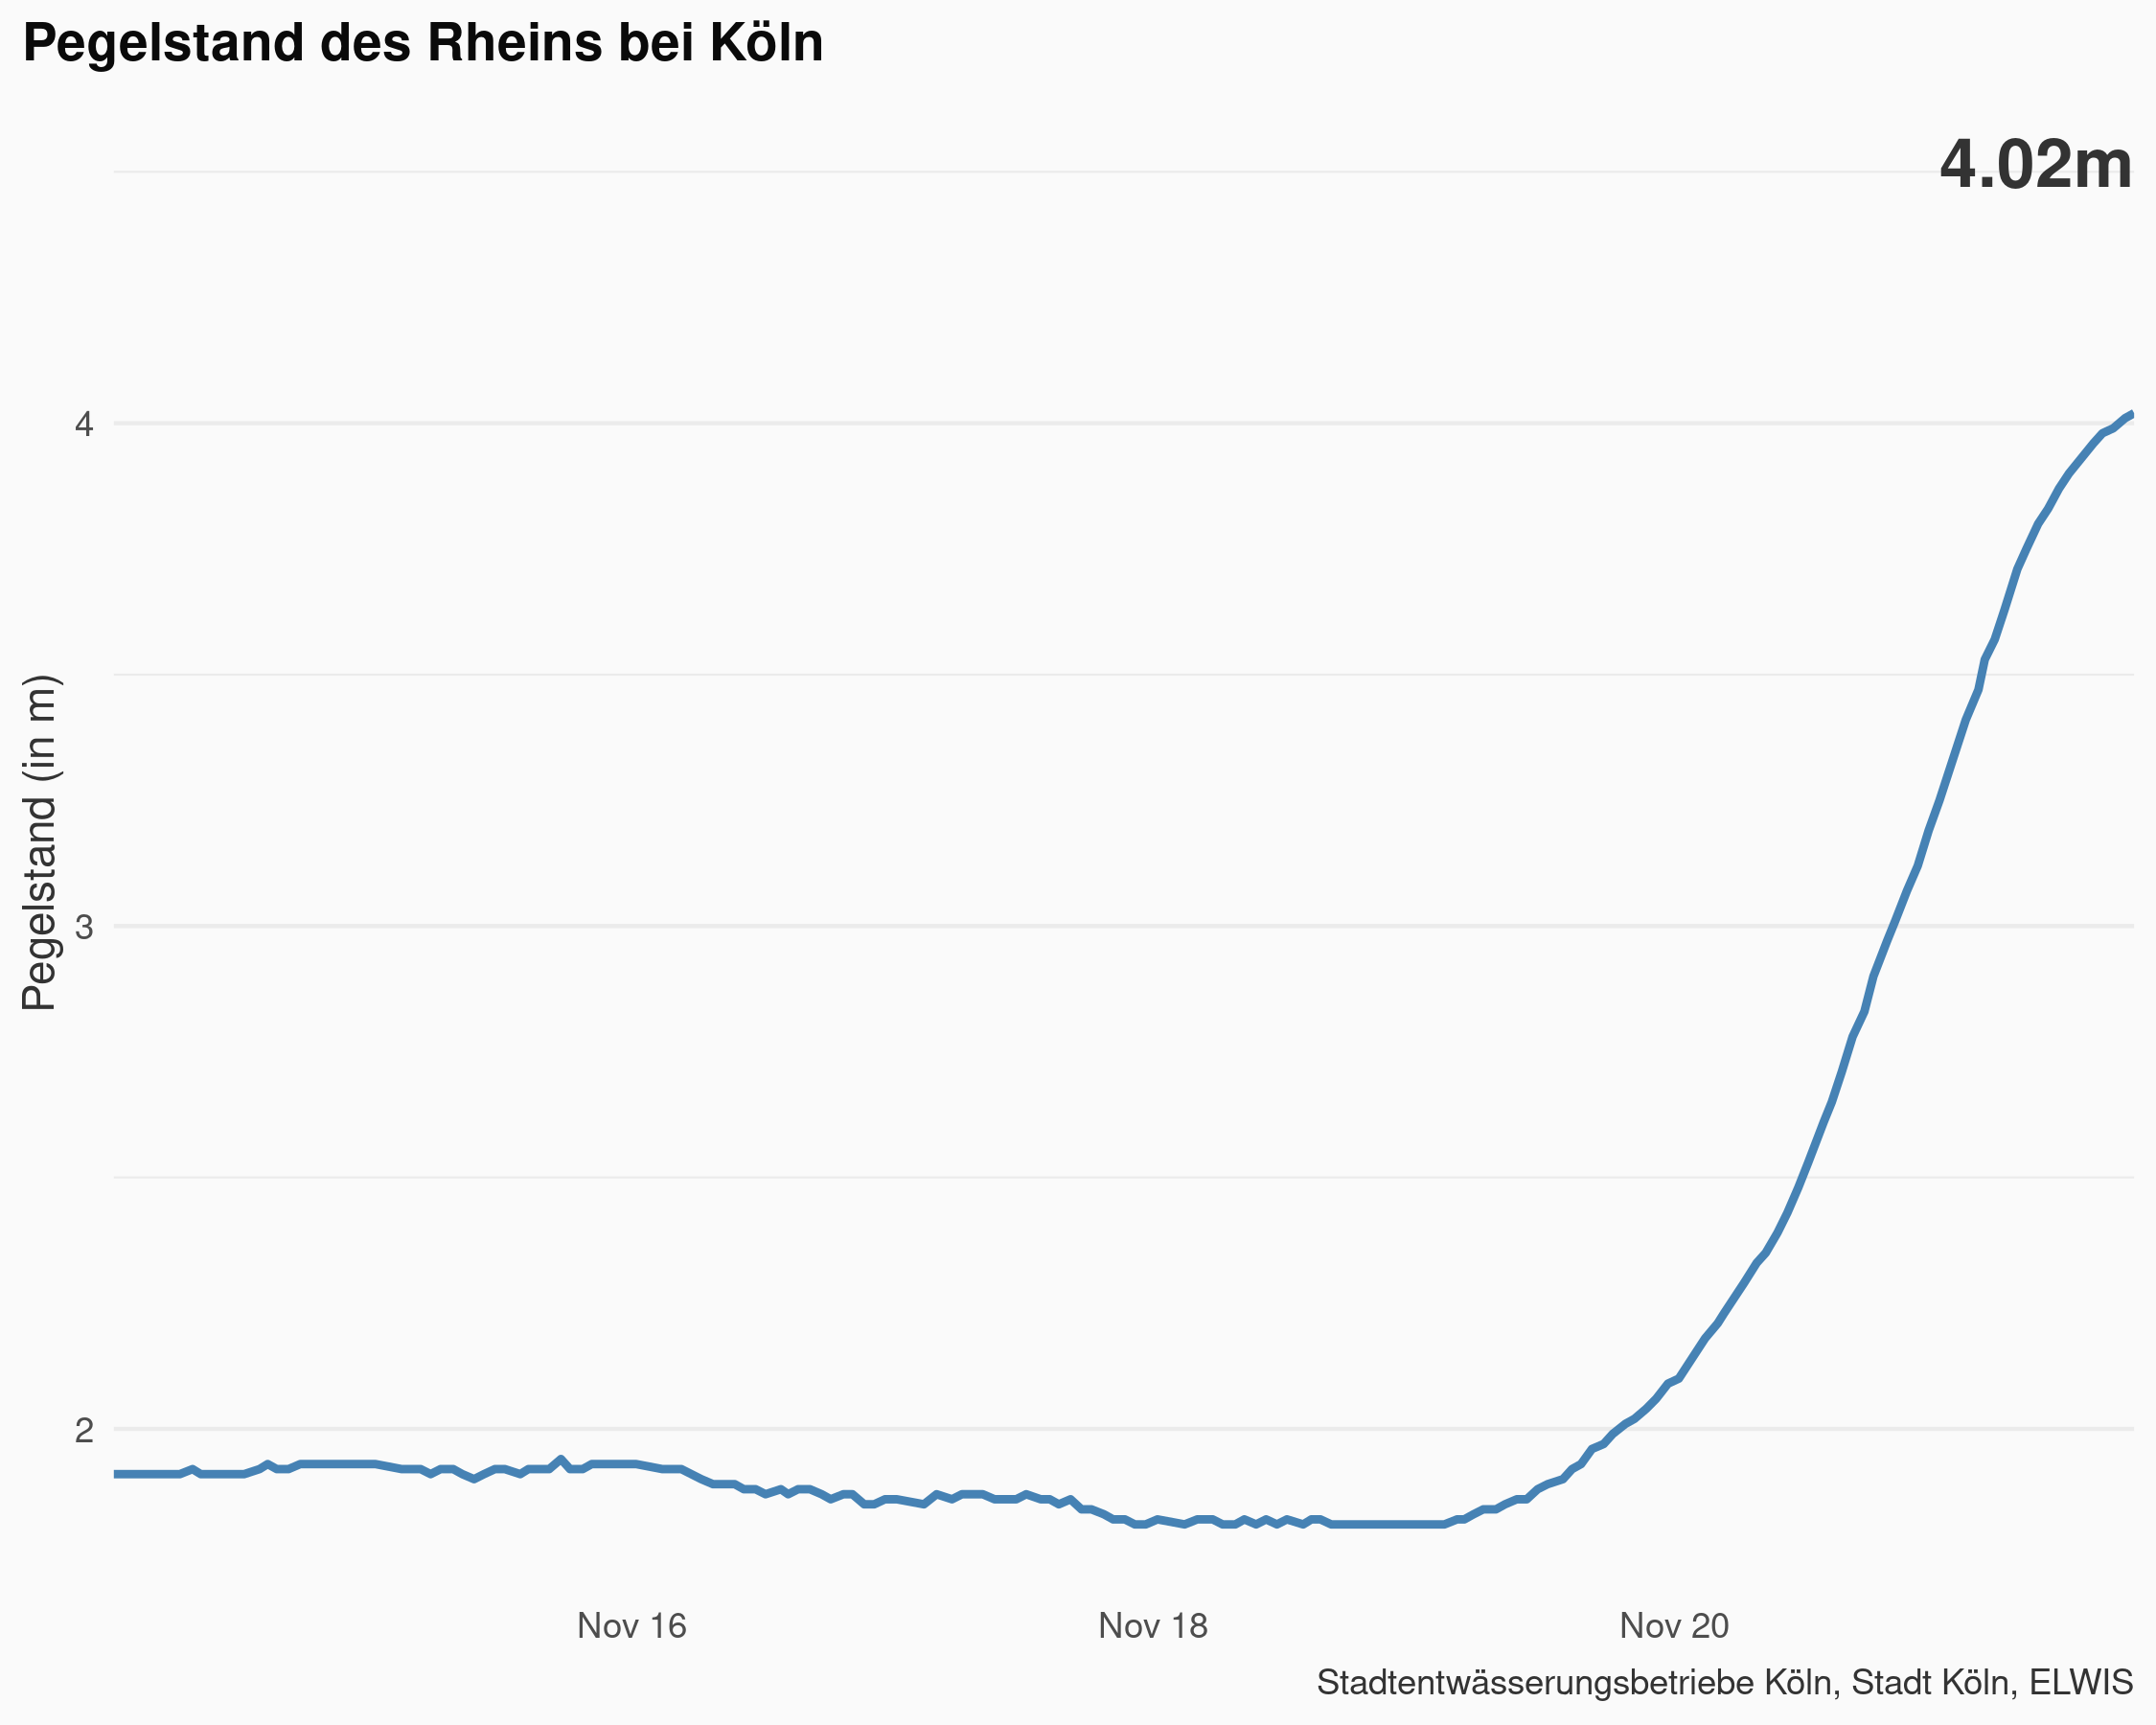 Pegelstand des Rheins bei Köln
4.02m
Pegelstand (in m)
4
3
2
Nov 16
Nov 18
Nov 20
Stadtentwässerungsbetriebe Köln, Stadt Köln, ELWIS